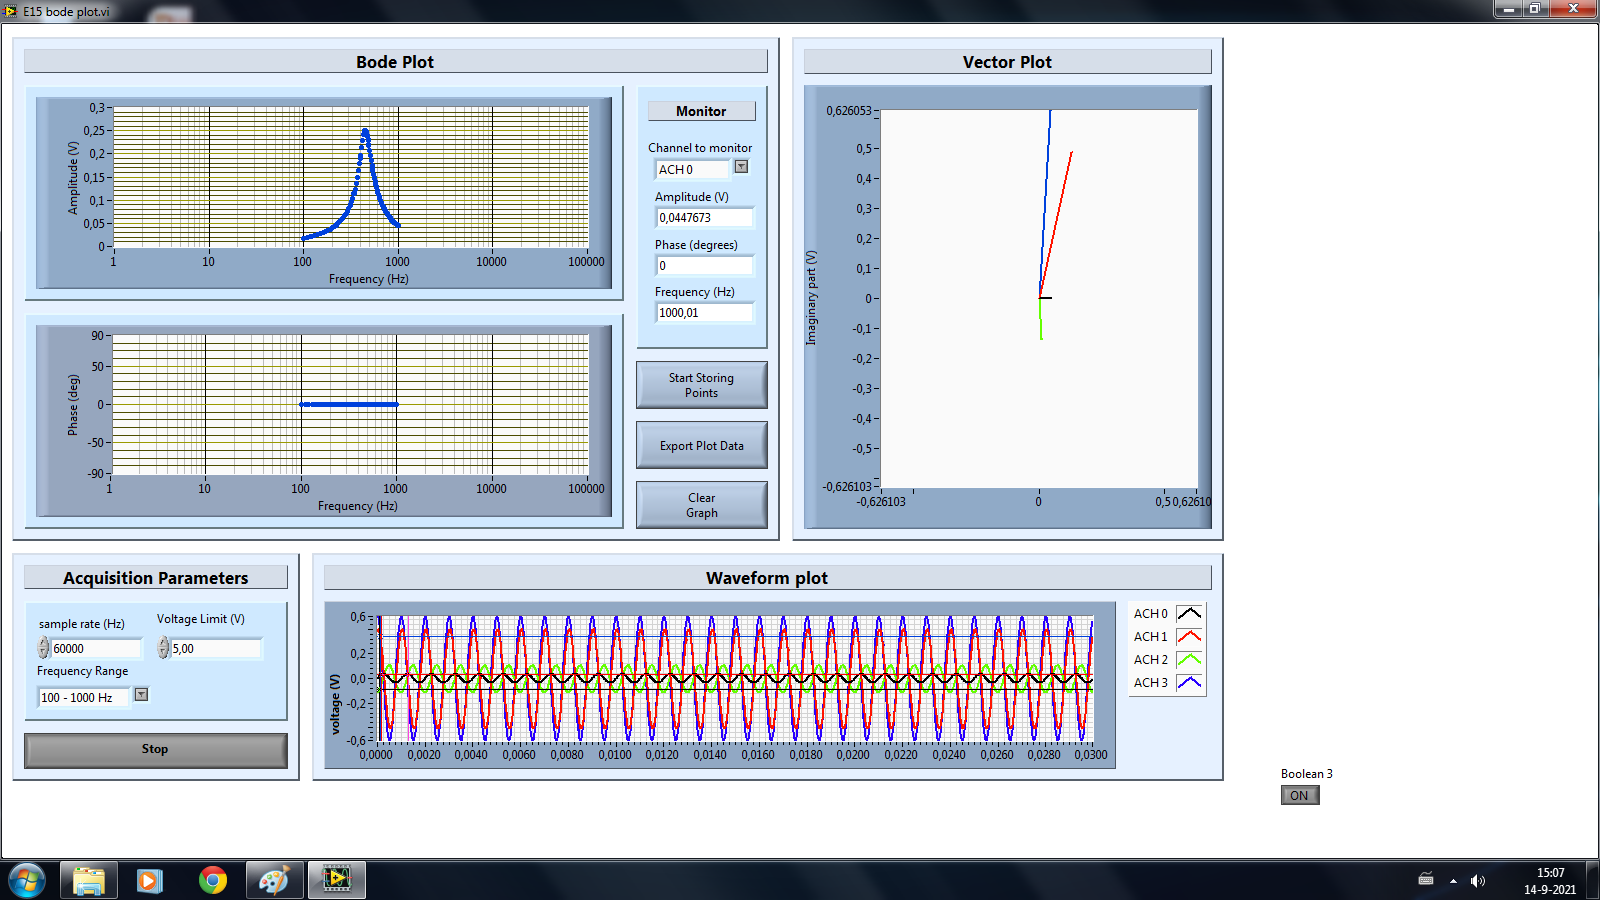 E15 bode plot.vi
Bode Plot
0,3
0,25
0,2
0,15
0,1
0,05
0
Amplitude (V)
1
10
100
1000
10000
100000
Frequency (Hz)
90
50
0
-50
-90
Phase (deg)
1
10
100
1000
10000
100000
Frequency (Hz)
Monitor
Channel to monitor
ACH 0
Amplitude (V)
0,0447673
Phase (degrees)
0
Frequency (Hz)
1000,01
Start Storing
Points
Export Plot Data
Clear
Graph
Vector Plot
0,626053
0,5
0,4
0,3
0,2
0,1
0
-0,1
-0,2
-0,3
-0,4
-0,5
-0,626103
Imaginary part (V)
-0,626103
0
0,5
0,62610
Acquisition Parameters
sample rate (Hz)
60000
Voltage Limit (V)
5,00
Frequency Range
100 - 1000 Hz
Stop
Waveform plot
0,6
0,2
0,0
-0,2
-0,6
voltage (V)
0,0000
0,0020
0,0040
0,0060
0,0080
0,0100
0,0120
0,0140
0,0160
0,0180
0,0200
0,0220
0,0240
0,0260
0,0280
0,0300
ACH 0
ACH 1
ACH 2
ACH 3
Boolean 3
ON
15:07
14-9-2021